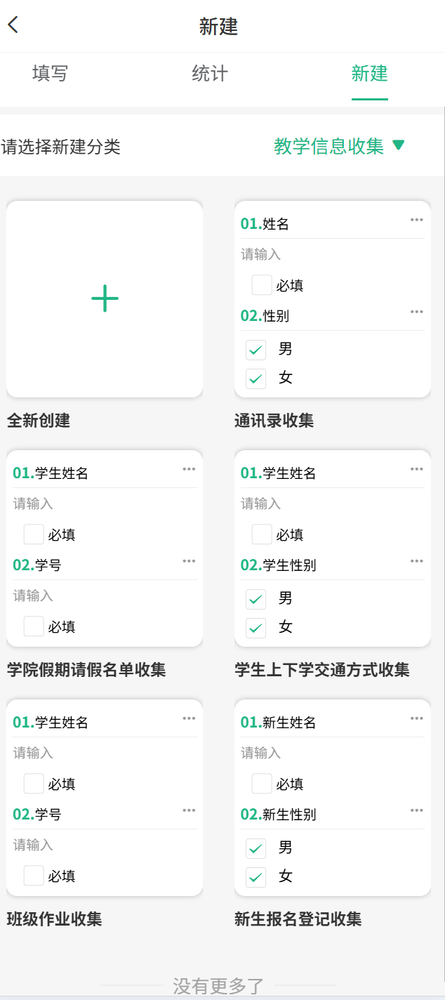 新建
填写 统计 新建
请选择新建分类 教学信息收集
01.姓名
请输入
必填
02.性别
男
女
全新创建 通讯录收集
01.学生姓名
请输入
必填
02.学号
请输入
必填
学院假期请假名单收集
01.学生姓名
请输入
必填
02.学生性别
男
女
学生上下学交通方式收集
01.学生姓名
请输入
必填
02.学号
请输入
必填
班级作业收集
01.新生姓名
请输入
必填
02.新生性别
男
女
新生报名登记收集
没有更多了